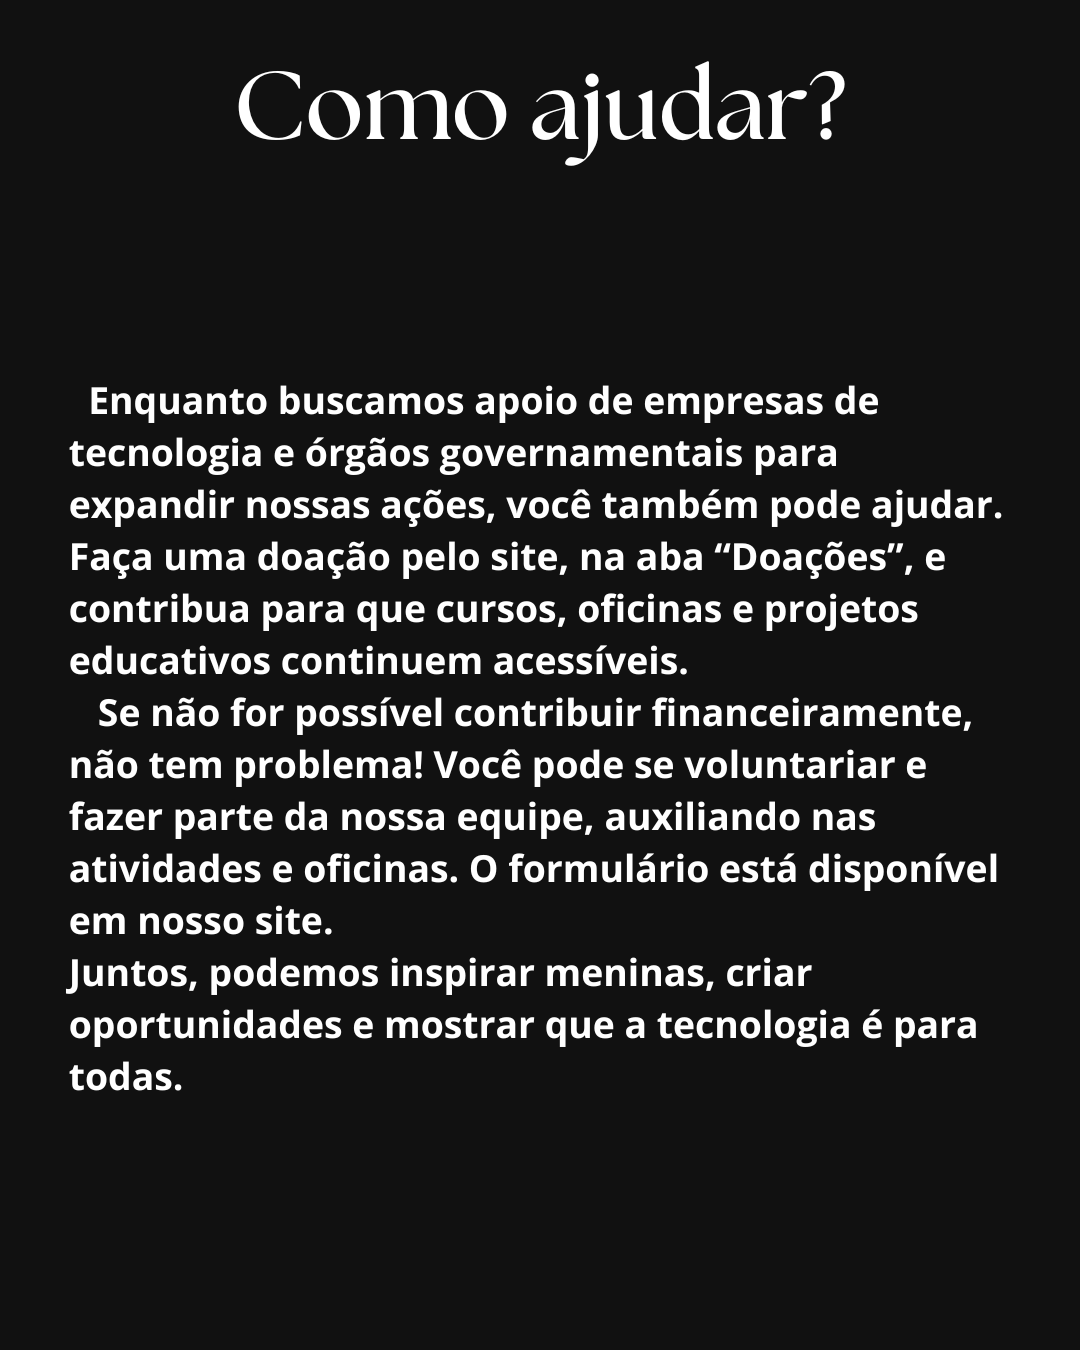 Como ajudar?
Enquanto buscamos apoio de empresas de
tecnologia e órgãos governamentais para
expandir nossas ações, você também pode ajudar.
Faça uma doação pelo site, na aba “Doações”, e
contribua para que cursos, oficinas e projetos
educativos continuem acessíveis.
Se não for possível contribuir financeiramente,
não tem problema! Você pode se voluntariar e
fazer parte da nossa equipe, auxiliando nas
atividades e oficinas. O formulário está disponível
em nosso site.
Juntos, podemos inspirar meninas, criar
oportunidades e mostrar que a tecnologia é para
todas.